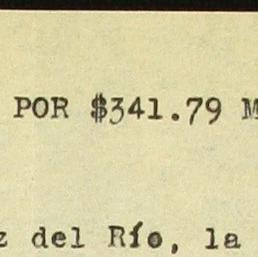 POR $341.79 M
z del Río, la